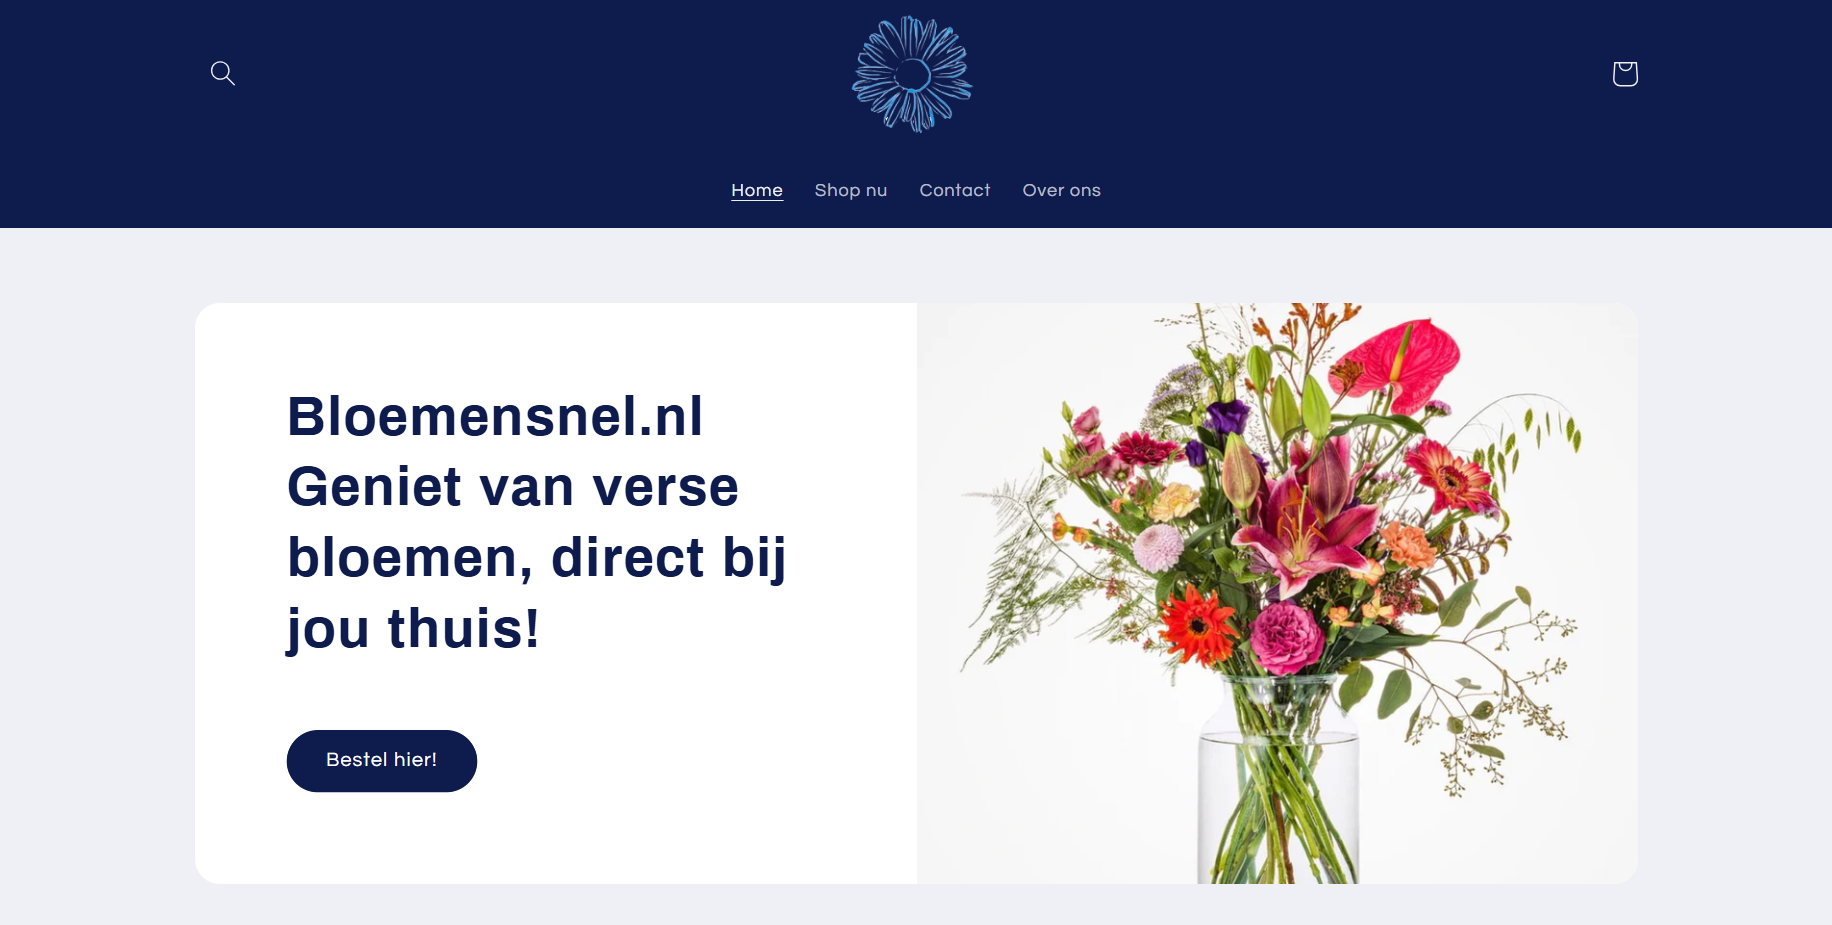 Home Shop nu Contact Over ons
Bloemensnel.nl
Geniet van verse
bloemen, direct bij
jou thuis!
Bestel hier!